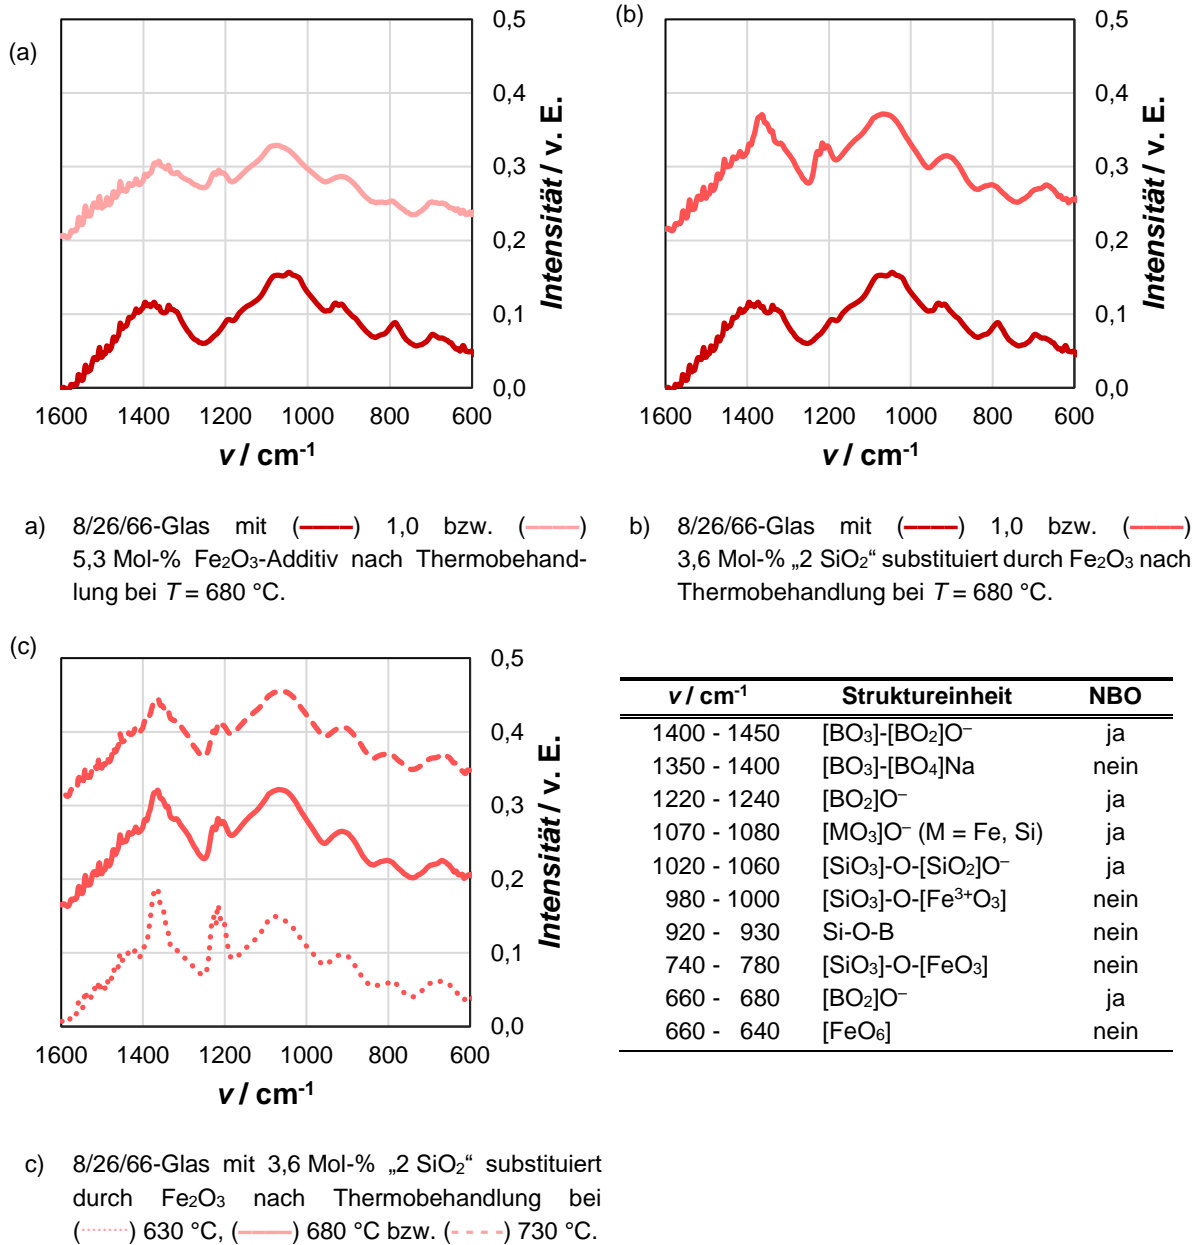 (a)
0,5
0,4
0,3
0,2
0,1
0,0
Intensität / v. E.
1600 1400 1200 1000 800 600
v / cm-1
(b)
0,5
0,4
0,3
0,2
0,1
0,0
Intensität / v. E.
1600 1400 1200 1000 800 600
v / cm-1
a) 8/26/66-Glas mit (———) 1,0 bzw. (———)
5,3 Mol-% Fe2O3-Additiv nach Thermobehand-
lung bei T = 680 °C.
b) 8/26/66-Glas mit (———) 1,0 bzw. (———)
3,6 Mol-% „2 SiO2“ substituiert durch Fe2O3 nach
Thermobehandlung bei T = 680 °C.
(c)
0,5
0,4
0,3
0,2
0,1
0,0
Intensität / v. E.
1600 1400 1200 1000 800 600
v / cm-1
v / cm-1 Struktureinheit NBO
1400 - 1450 [BO3]-[BO2]O– ja
1350 - 1400 [BO3]-[BO4]Na nein
1220 - 1240 [BO2]O– ja
1070 - 1080 [MO3]O– (M = Fe, Si) ja
1020 - 1060 [SiO3]-O-[SiO2]O– ja
980 - 1000 [SiO3]-O-[Fe3+O3] nein
920 - 930 Si-O-B nein
740 - 780 [SiO3]-O-[FeO3] nein
660 - 680 [BO2]O– ja
660 - 640 [FeO6] nein
c) 8/26/66-Glas mit 3,6 Mol-% „2 SiO2“ substituiert
durch Fe2O3 nach Thermobehandlung bei
(········) 630 °C, (———) 680 °C bzw. (- - - -) 730 °C.